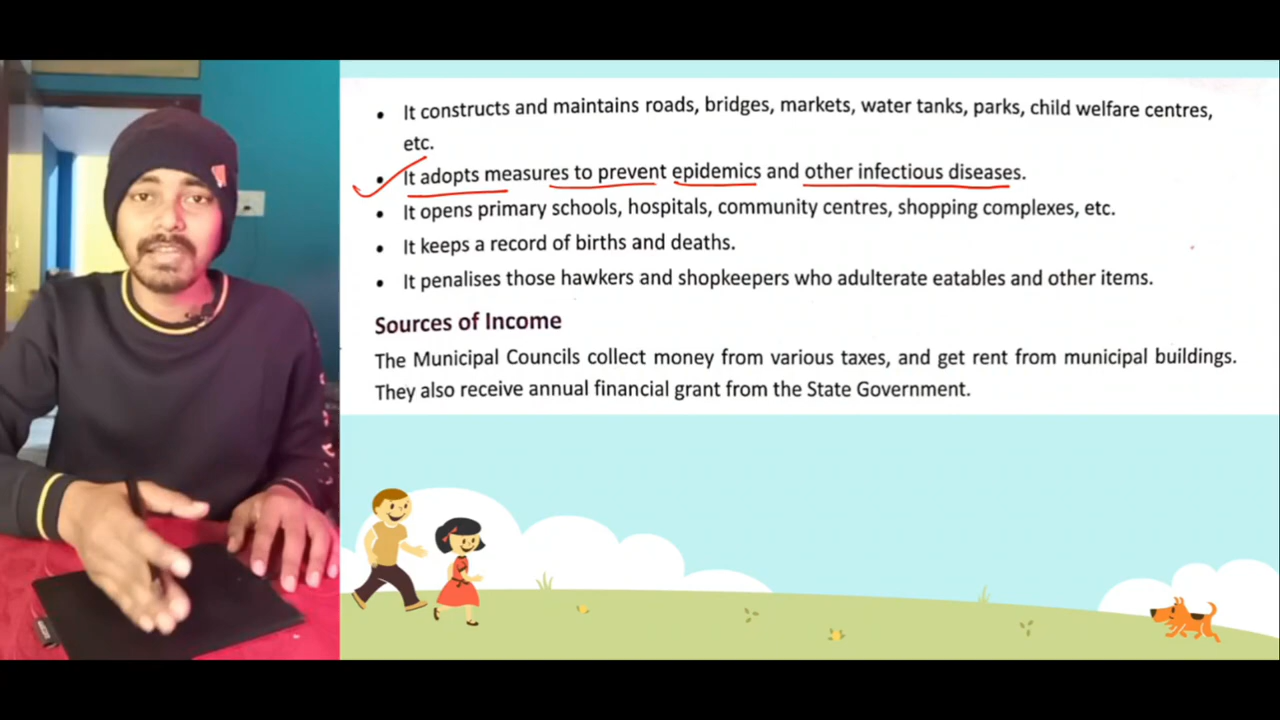 • It constructs and maintains roads, bridges, markets, water tanks, parks, child welfare centres,
etc.
• It adopts measures to prevent epidemics and other infectious diseases.
• It opens primary schools, hospitals, community centres, shopping complexes, etc.
• It keeps a record of births and deaths.
• It penalises those hawkers and shopkeepers who adulterate eatables and other items.
Sources of Income
The Municipal Councils collect money from various taxes, and get rent from municipal buildings.
They also receive annual financial grant from the State Government.